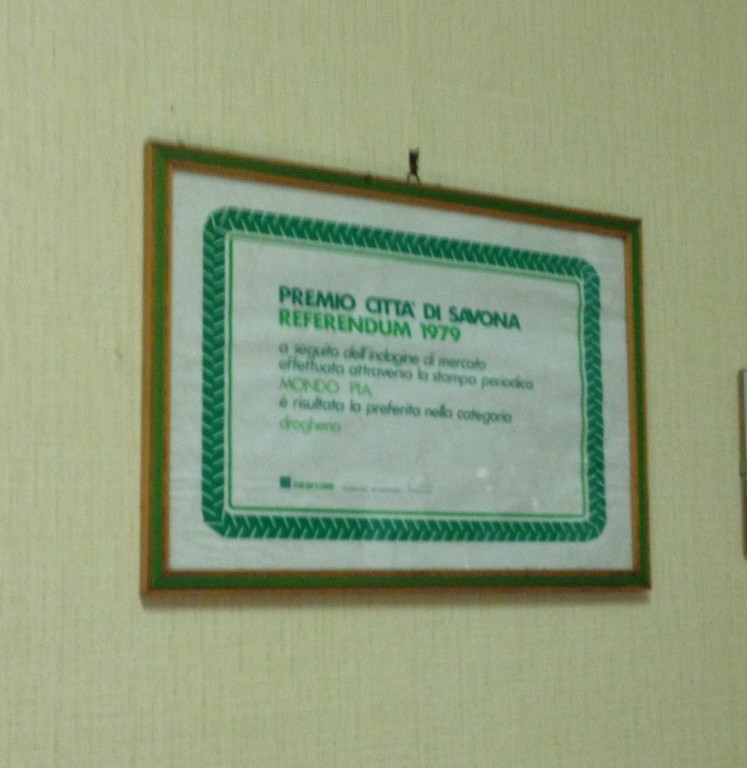 PREMIO CITTA' DI SAVONA
REFERENDUM 1979
a seguito dell'indagine di mercato
effettuata attraverso la stampa periodica
MONDO PIA
è risultata la preferita nella categoria
drogheria